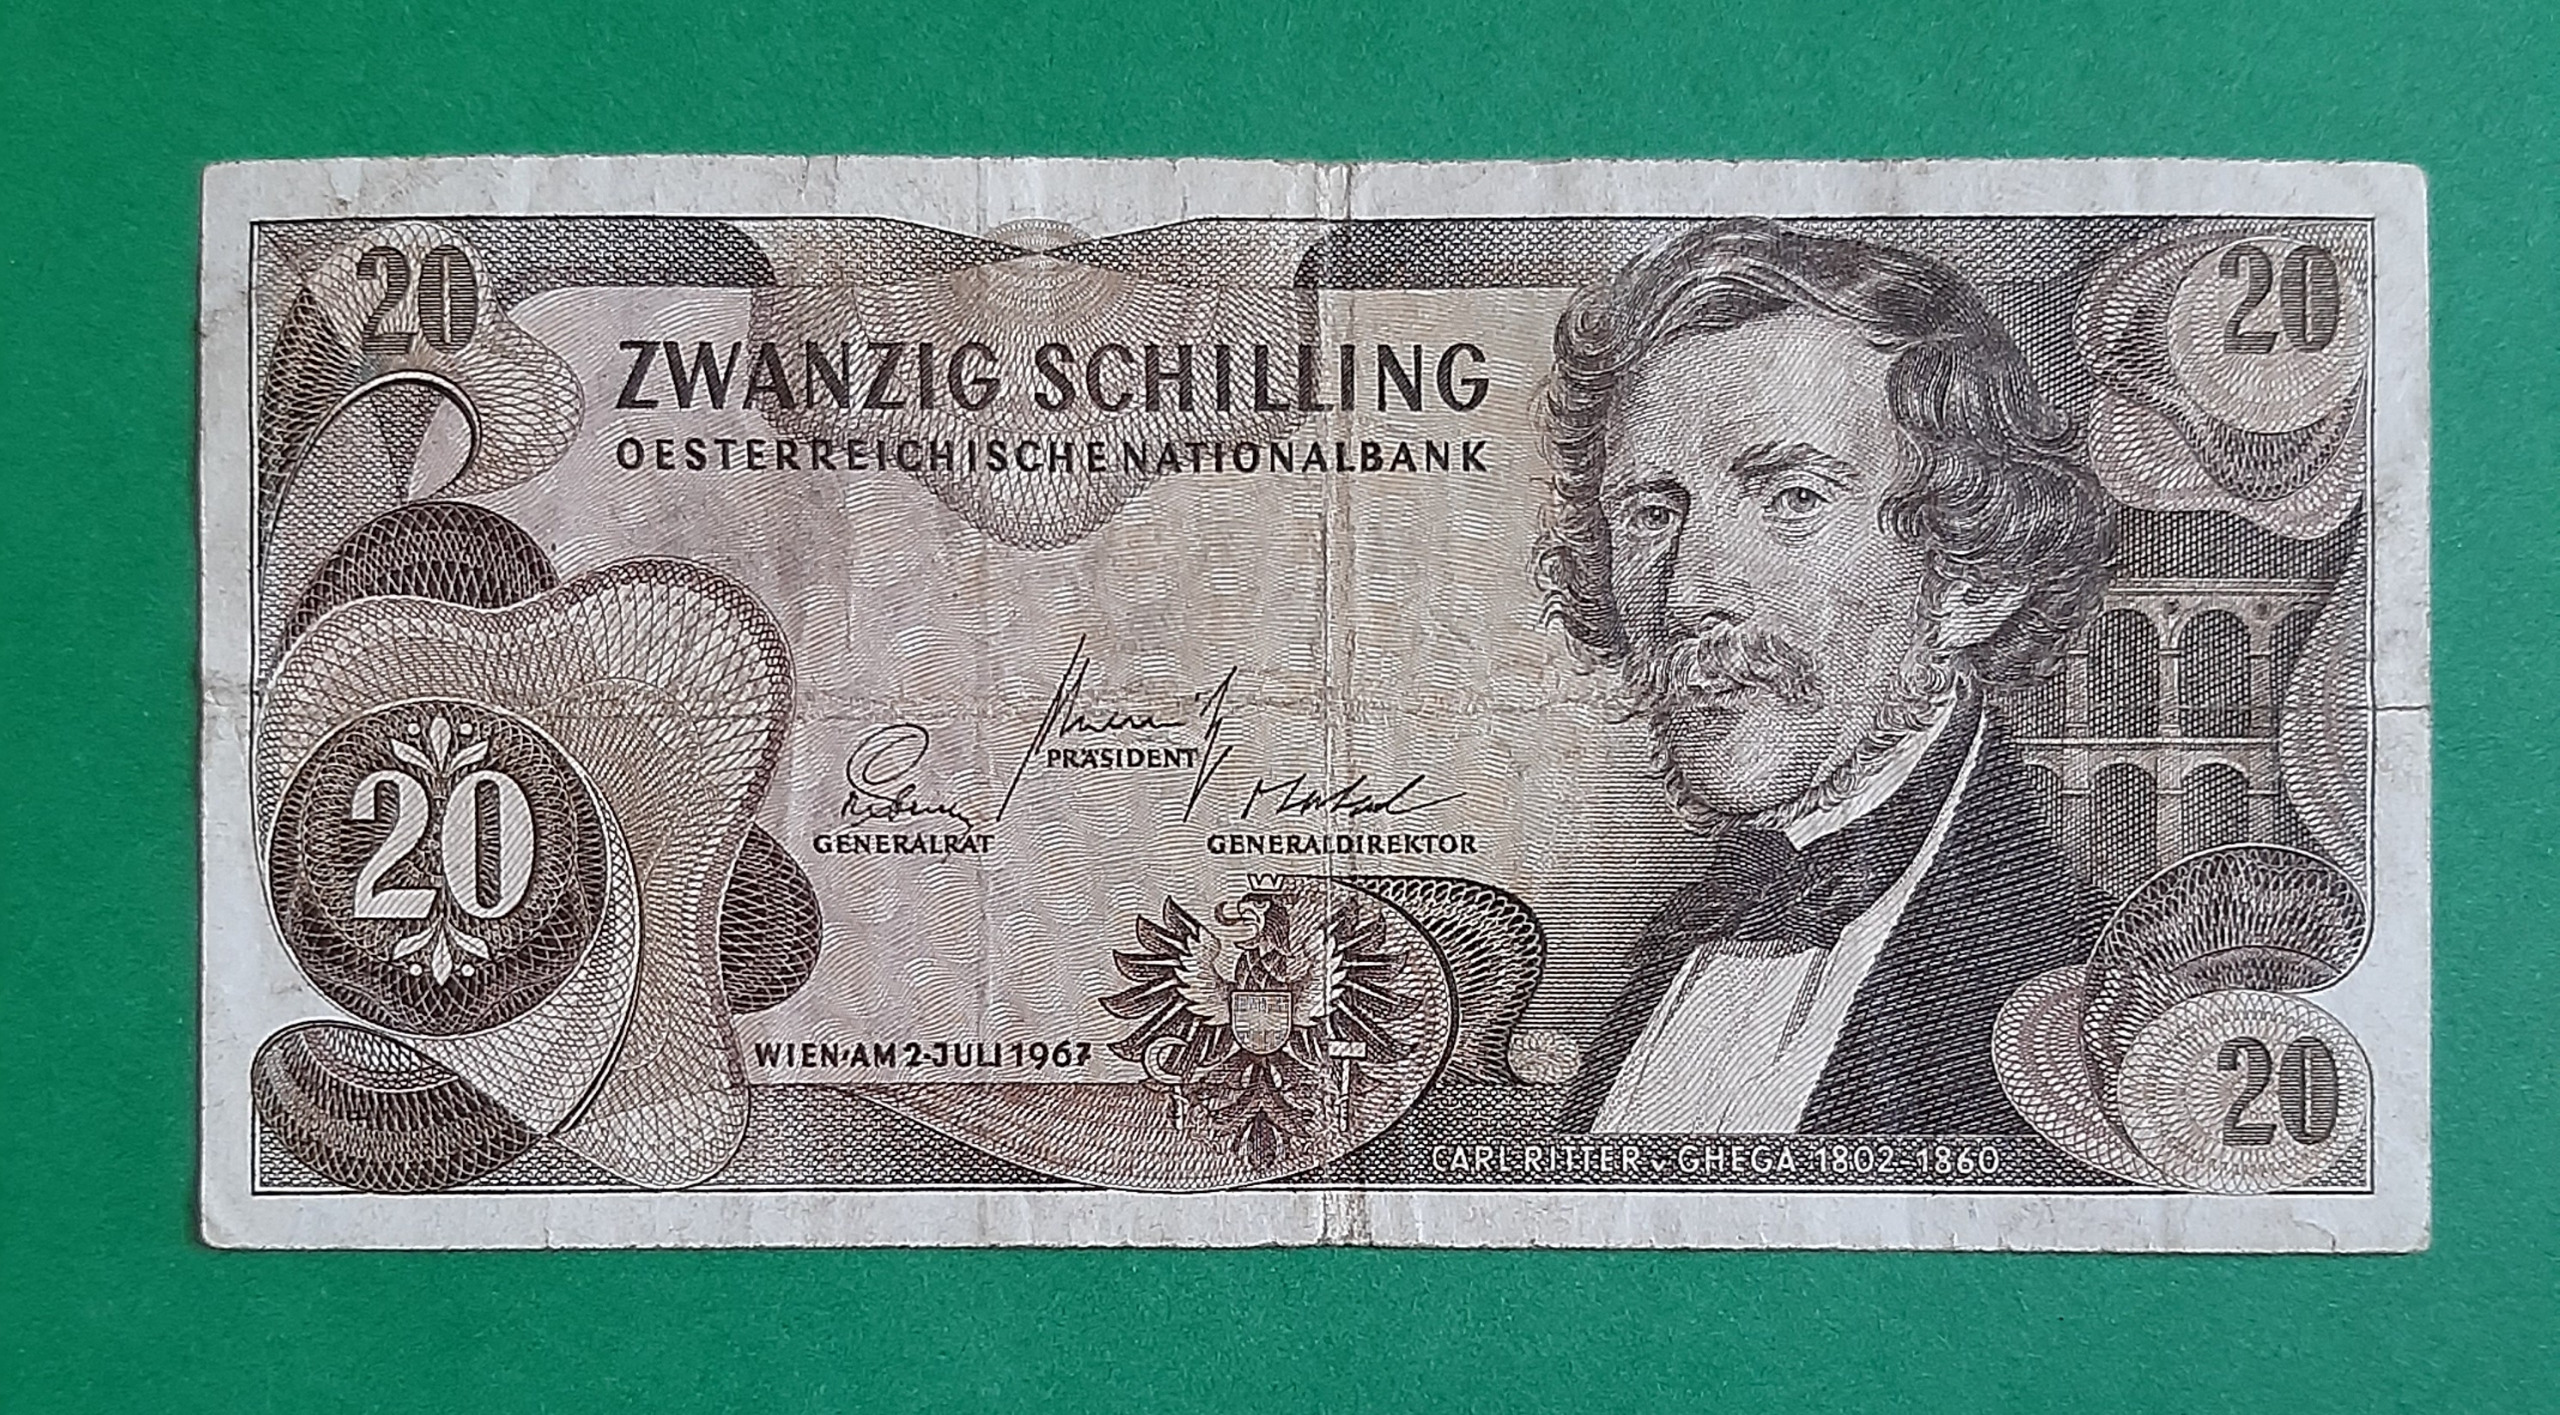 20
20
ZWANZIG SCHILLING
OESTERREICHISCHE NATIONALBANK
PRÄSIDENT
GENERALRAT
GENERALDIREKTOR
20
WIEN·AM 2·JULI 1967
CARL RITTER v. GHEGA 1802-1860
20